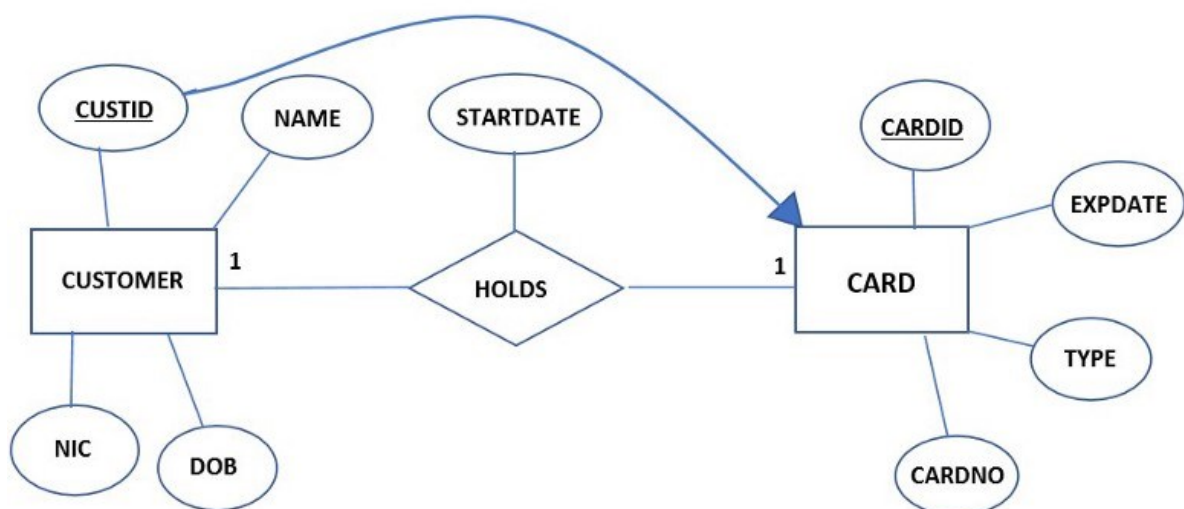 CUSTID
NAME
STARTDATE
CARDID
EXPDATE
CUSTOMER
1
HOLDS
1
CARD
TYPE
NIC
DOB
CARDNO